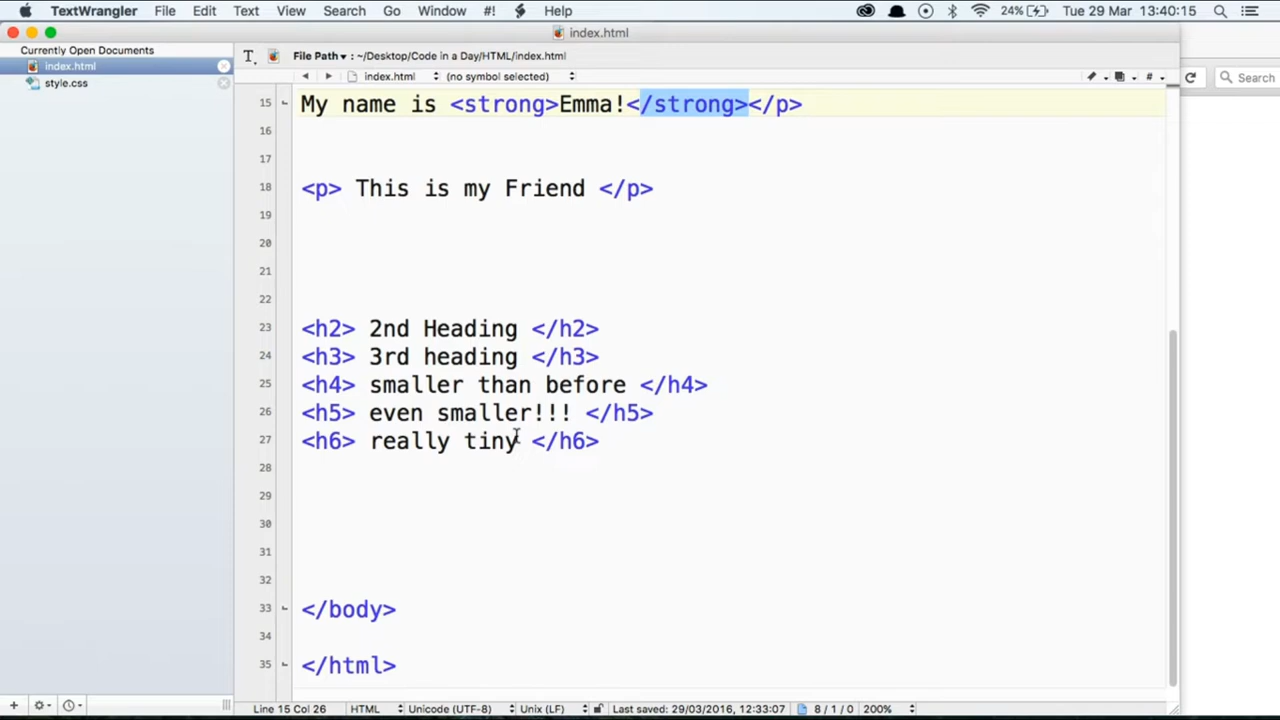 TextWrangler File Edit Text View Search Go Window #! Help 24% Tue 29 Mar 13:40:15
index.html
Currently Open Documents
index.html
style.css
File Path ▾ : ~/Desktop/Code in a Day/HTML/index.html
index.html (no symbol selected)
Search
15 My name is <strong>Emma!</strong></p>
16
17
18 <p> This is my Friend </p>
19
20
21
22
23 <h2> 2nd Heading </h2>
24 <h3> 3rd heading </h3>
25 <h4> smaller than before </h4>
26 <h5> even smaller!!! </h5>
27 <h6> really tiny </h6>
28
29
30
31
32
33 </body>
34
35 </html>
Line 15 Col 26 HTML Unicode (UTF-8) Unix (LF) Last saved: 29/03/2016, 12:33:07 8 / 1 / 0 200%